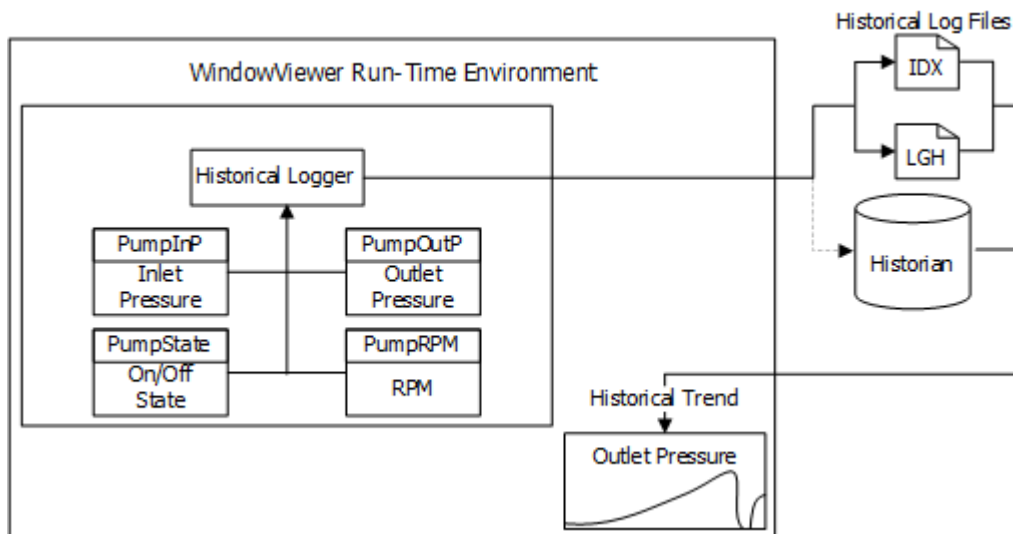 Historical Log Files
WindowViewer Run-Time Environment
IDX
LGH
Historical Logger
PumpInP
Inlet
Pressure
PumpOutP
Outlet
Pressure
Historian
PumpState
On/Off
State
PumpRPM
RPM
Historical Trend
Outlet Pressure